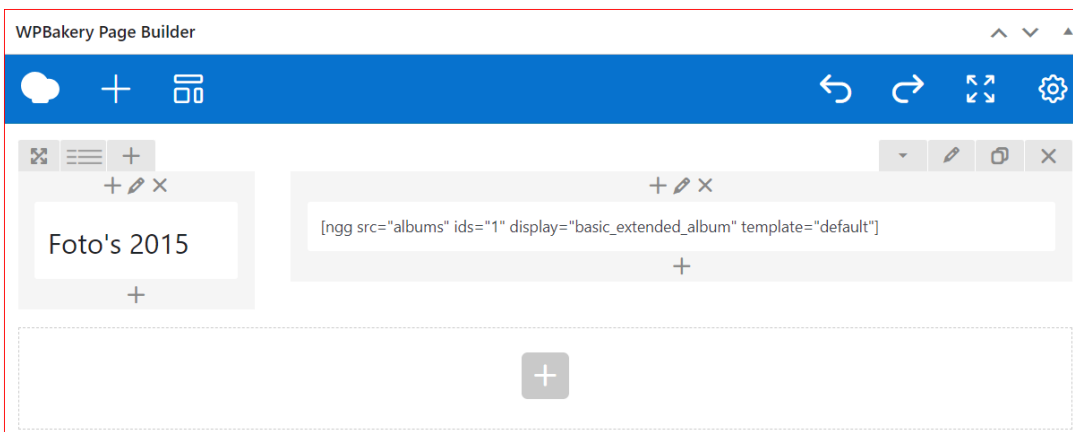 WPBakery Page Builder
Foto's 2015
[ngg src="albums" ids="1" display="basic_extended_album" template="default"]